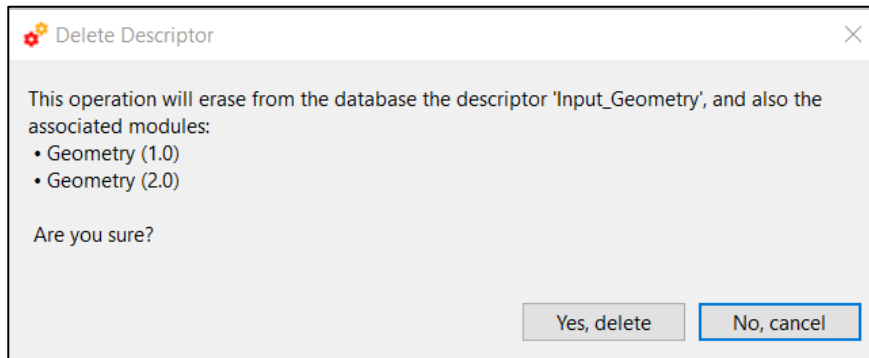 Delete Descriptor
This operation will erase from the database the descriptor 'Input_Geometry', and also the
associated modules:
• Geometry (1.0)
• Geometry (2.0)
Are you sure?
Yes, delete
No, cancel